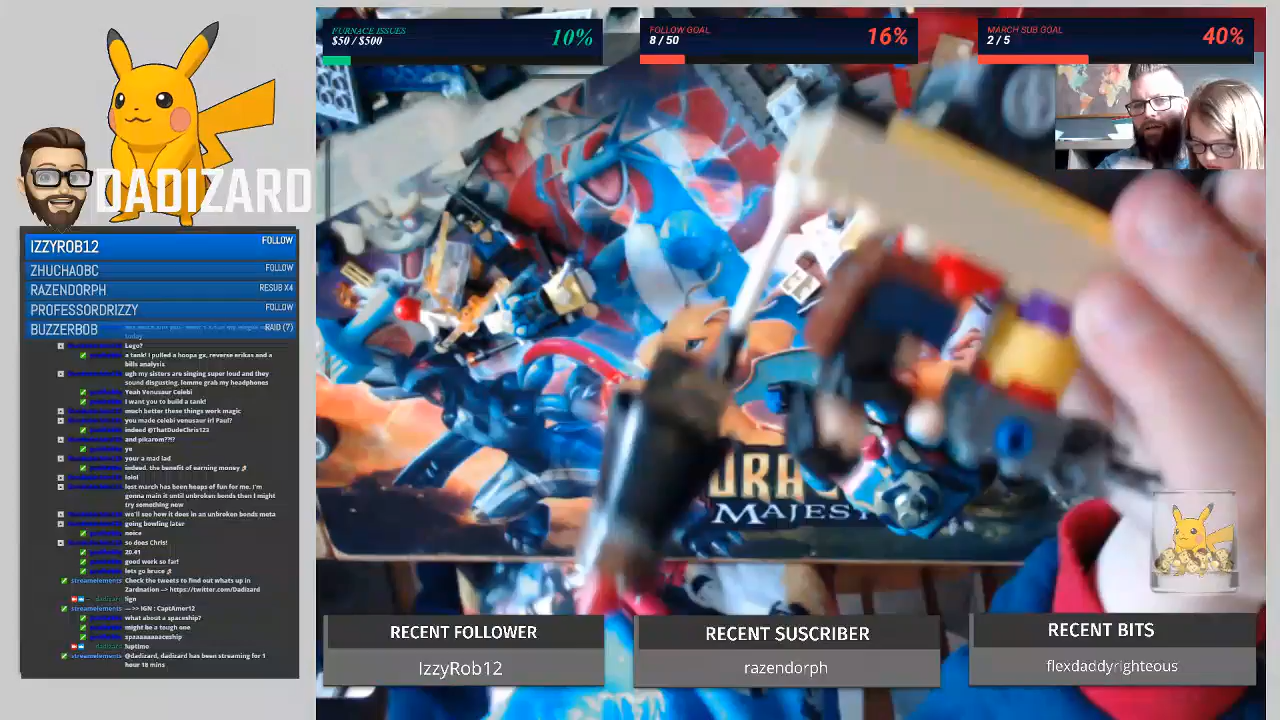 FURNACE ISSUES
$50 / $500
10%
FOLLOW GOAL
8 / 50
16%
MARCH SUB GOAL
2 / 5
40%
DADIZARD
IZZYROB12 FOLLOW
ZHUCHAOBC FOLLOW
RAZENDORPH RESUB X4
PROFESSORDRIZZY FOLLOW
BUZZERBOB RAID (7)
today
Lego?
a tank! I pulled a hoopa gx, reverse erikas and a
bills analysis
ugh my sisters are singing super loud and they
sound disgusting. lemme grab my headphones
Yeah Venusaur Celebi
I want you to build a tank!
much better these things work magic
you made celebi venusaur irl Paul?
indeed @ThatDudeChris123
and pikarom??!?
ye
your a mad lad
indeed. the benefit of earning money
lolol
lost march has been heaps of fun for me. I'm
gonna main it until unbroken bonds then I might
try something new
we'll see how it does in an unbroken bonds meta
going bowling later
noice
so does Chris!
20.41
good work so far!
lets go bruce
streamelements Check the tweets to find out whats up in
Zardnation --> https://twitter.com/Dadizard
dadizard !ign
streamelements --->> IGN : CaptAmer12
what about a spaceship?
might be a tough one
spaaaaaaaceship
dadizard !uptime
streamelements @dadizard, dadizard has been streaming for 1
hour 18 mins
MAJEST
RECENT FOLLOWER
IzzyRob12
RECENT SUSCRIBER
razendorph
RECENT BITS
flexdaddyrighteous